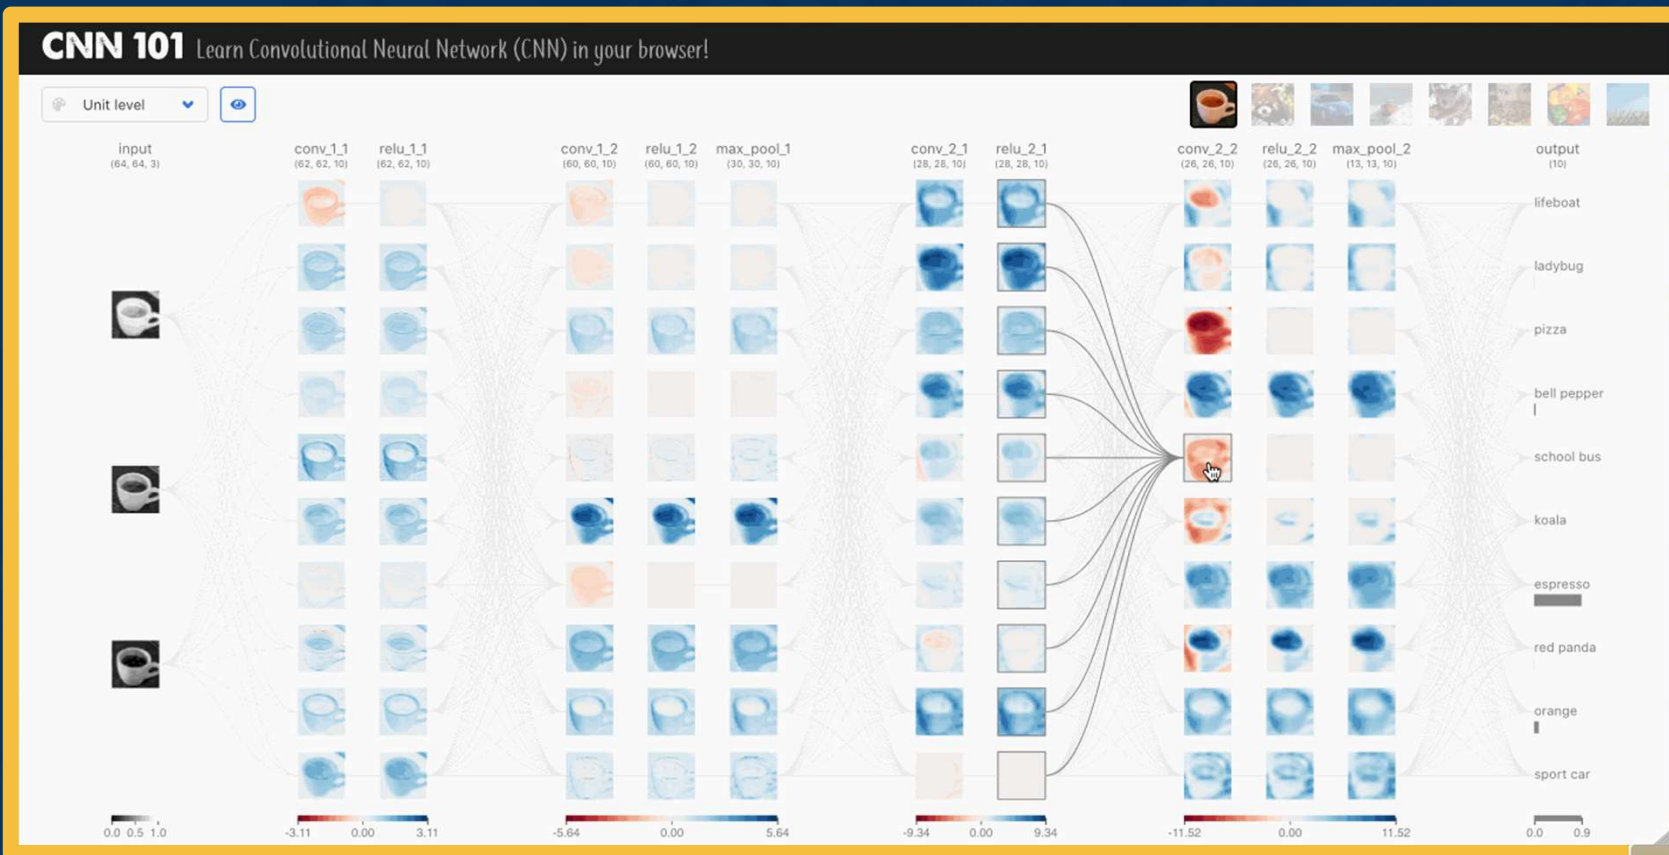 CNN 101 Learn Convolutional Neural Network (CNN) in your browser!
Unit level
input conv_1_1 relu_1_1 conv_1_2 relu_1_2 max_pool_1 conv_2_1 relu_2_1 conv_2_2 relu_2_2 max_pool_2 output
(64, 64, 3) (62, 62, 10) (62, 62, 10) (60, 60, 10) (60, 60, 10) (30, 30, 10) (28, 28, 10) (28, 28, 10) (26, 26, 10) (26, 26, 10) (13, 13, 10) (10)
lifeboat
ladybug
pizza
bell pepper
school bus
koala
espresso
red panda
orange
sport car
0.0 0.5 1.0 -3.11 0.00 3.11 -5.64 0.00 5.64 -9.34 0.00 9.34 -11.52 0.00 11.52 0.0 0.9